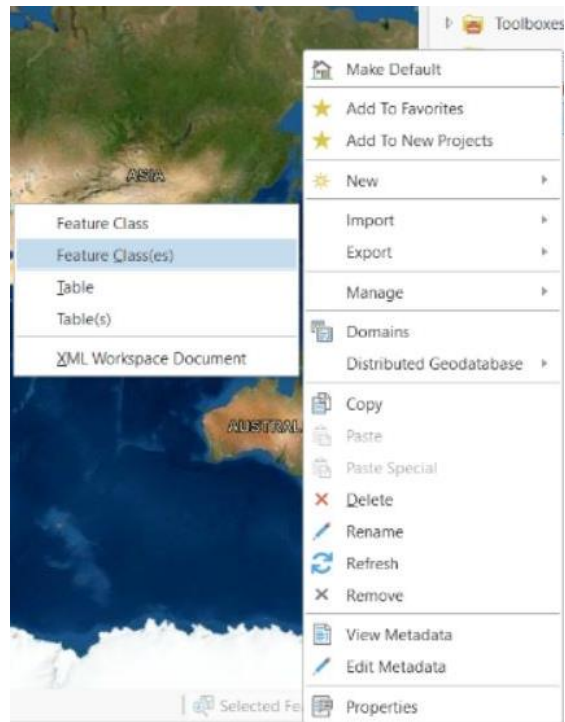 Toolboxes
Make Default
Add To Favorites
Add To New Projects
New
Import
Export
Manage
Domains
Distributed Geodatabase
Copy
Paste
Paste Special
Delete
Rename
Refresh
Remove
View Metadata
Edit Metadata
Properties
ASIA
Feature Class
Feature Class(es)
Table
Table(s)
XML Workspace Document
AUSTRAL
Selected Fe